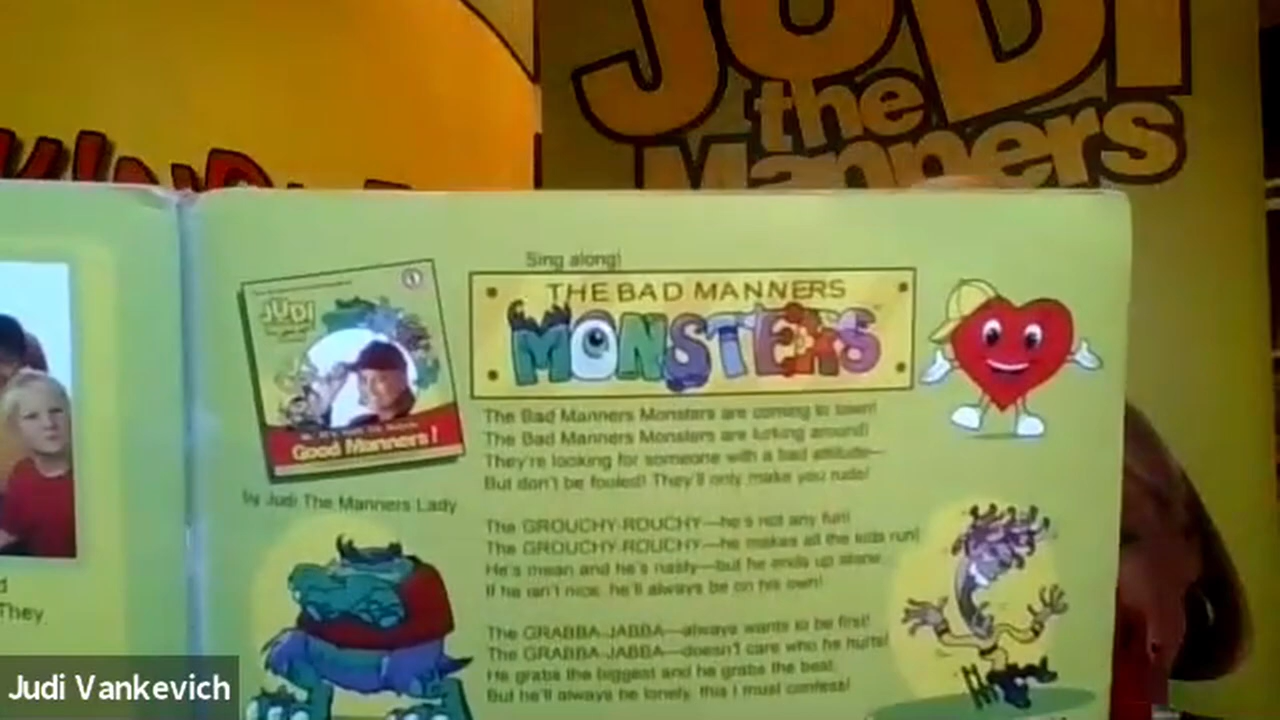 JUDI
the
Manners
KIND
Sing along!
THE BAD MANNERS
MONSTERS
JUDI
Good Manners!
by Judi The Manners Lady
The Bad Manners Monsters are coming to town!
The Bad Manners Monsters are lurking around!
They're looking for someone with a bad attitude—
But don't be fooled! They'll only make you rude!
The GROUCHY-ROUCHY—he's not any fun!
The GROUCHY-ROUCHY—he makes all the kids run!
He's mean and he's nasty—but he ends up alone
If he isn't nice, he'll always be on his own!
The GRABBA-JABBA—always wants to be first!
The GRABBA-JABBA—doesn't care who he hurts!
He grabs the biggest and he grabs the best.
But he'll always be lonely, this I must confess!
d
They
Judi Vankevich